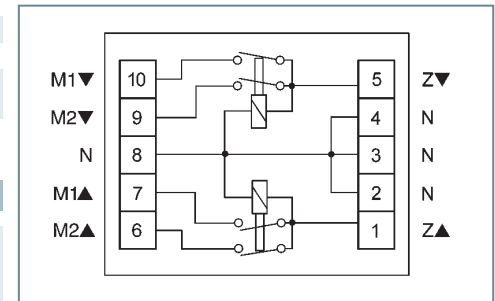 M1▼ 10 5 Z▼
M2▼ 9 4 N
N 8 3 N
M1▲ 7 2 N
M2▲ 6 1 Z▲